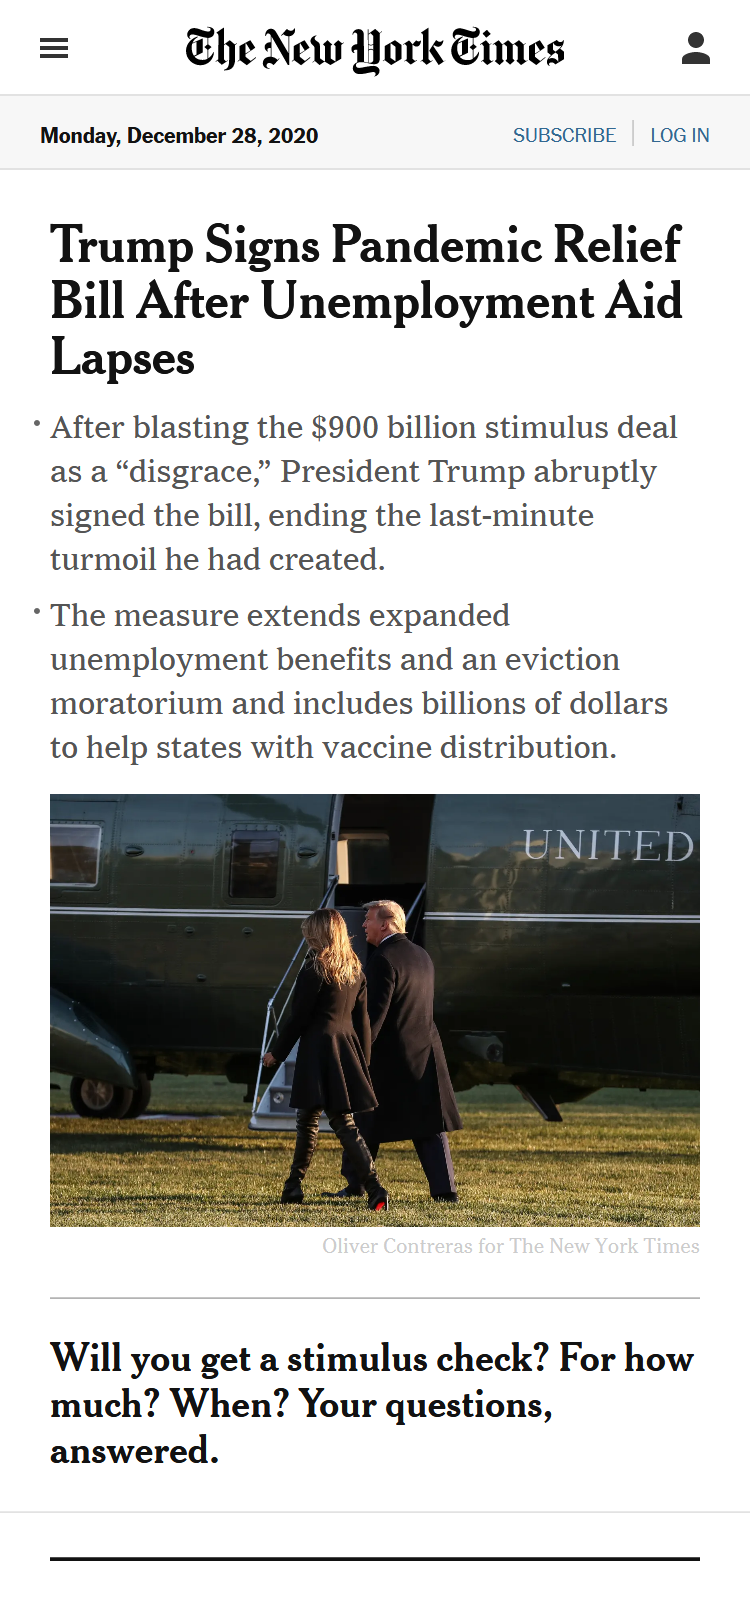 The New York Times
Monday, December 28, 2020
SUBSCRIBE
LOG IN
Trump Signs Pandemic Relief
Bill After Unemployment Aid
Lapses
• After blasting the $900 billion stimulus deal
as a “disgrace,” President Trump abruptly
signed the bill, ending the last-minute
turmoil he had created.
• The measure extends expanded
unemployment benefits and an eviction
moratorium and includes billions of dollars
to help states with vaccine distribution.
UNITED
Oliver Contreras for The New York Times
Will you get a stimulus check? For how
much? When? Your questions,
answered.